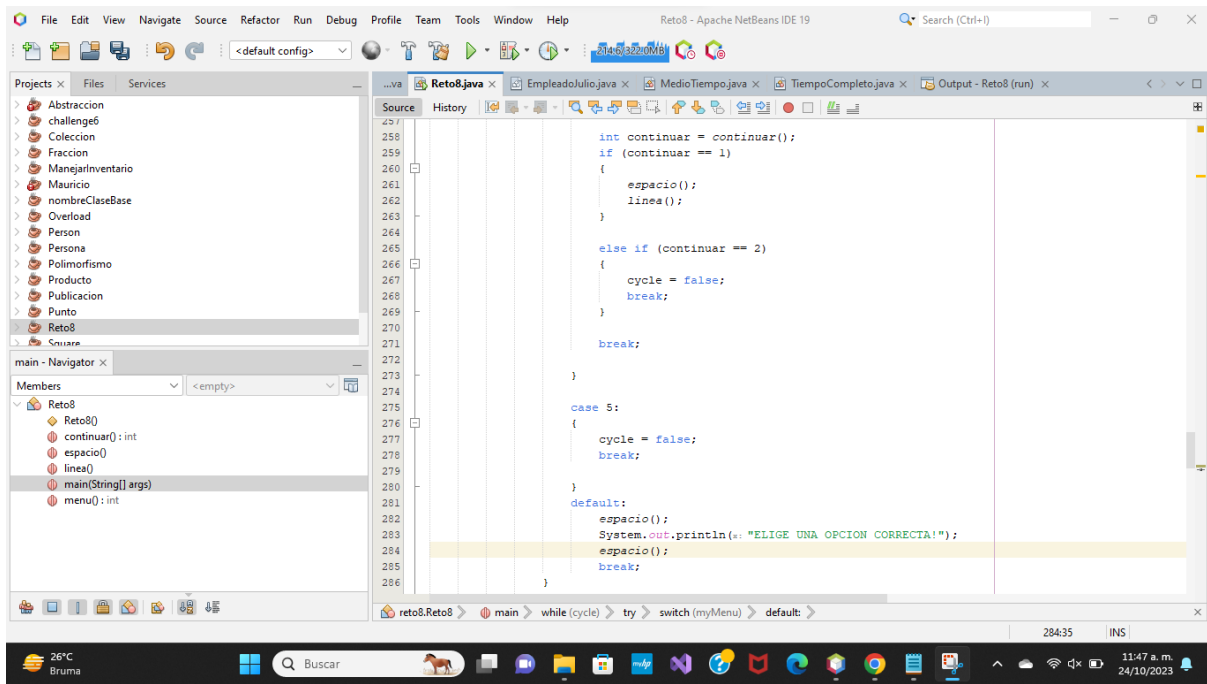 File Edit View Navigate Source Refactor Run Debug Profile Team Tools Window Help Reto8 - Apache NetBeans IDE 19 Search (Ctrl+I)
<default config> 214.6/322.0MB
Projects Files Services
Abstraccion
challenge6
Coleccion
Fraccion
ManejarInventario
Mauricio
nombreClaseBase
Overload
Person
Persona
Polimorfismo
Producto
Publicacion
Punto
Reto8
Square
main - Navigator
Members <empty>
Reto8
Reto8()
continuar() : int
espacio()
linea()
main(String[] args)
menu() : int
...va Reto8.java EmpleadoJulio.java MedioTiempo.java TiempoCompleto.java Output - Reto8 (run)
Source History
257
258 int continuar = continuar();
259 if (continuar == 1)
260 {
261 espacio();
262 linea();
263 }
264
265 else if (continuar == 2)
266 {
267 cycle = false;
268 break;
269 }
270
271 break;
272
273 }
274
275 case 5:
276 {
277 cycle = false;
278 break;
279
280 }
281 default:
282 espacio();
283 System.out.println(x: "ELIGE UNA OPCION CORRECTA!");
284 espacio();
285 break;
286 }
reto8.Reto8 main while (cycle) try switch (myMenu) default:
284:35 INS
26°C
Bruma
Buscar
mhp
11:47 a. m.
24/10/2023